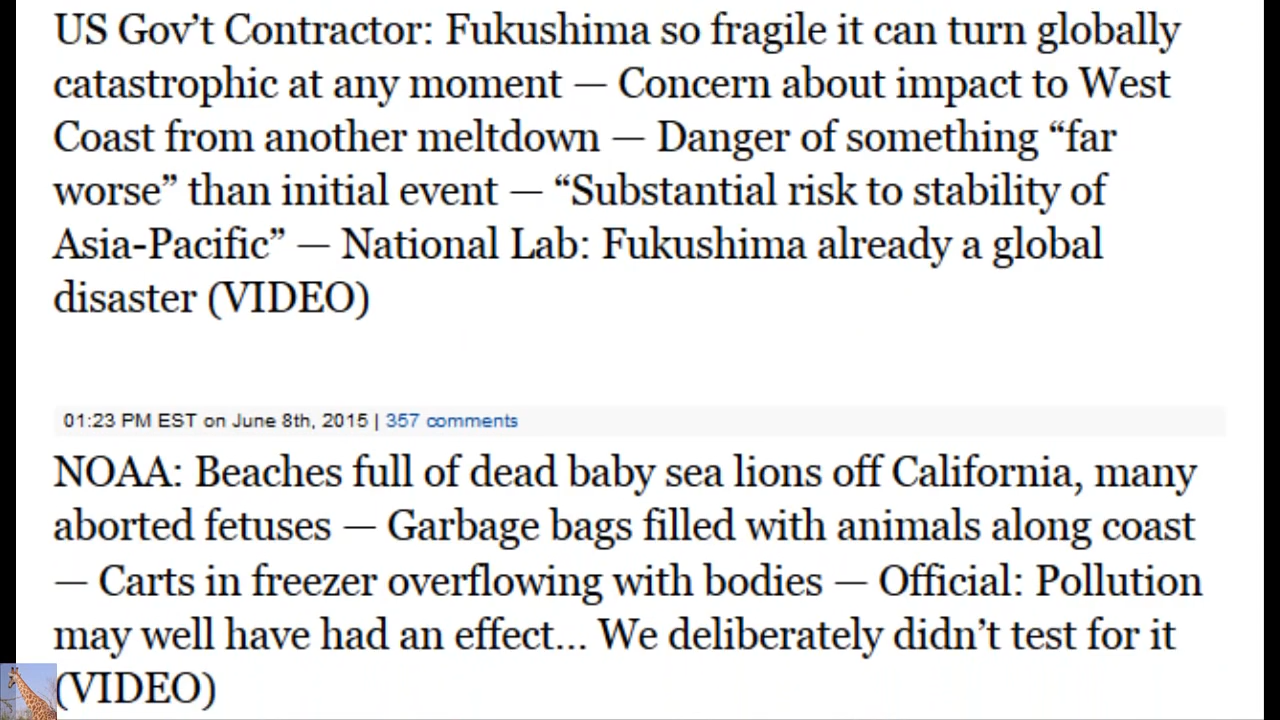 US Gov’t Contractor: Fukushima so fragile it can turn globally
catastrophic at any moment — Concern about impact to West
Coast from another meltdown — Danger of something “far
worse” than initial event — “Substantial risk to stability of
Asia-Pacific” — National Lab: Fukushima already a global
disaster (VIDEO)
01:23 PM EST on June 8th, 2015 | 357 comments
NOAA: Beaches full of dead baby sea lions off California, many
aborted fetuses — Garbage bags filled with animals along coast
— Carts in freezer overflowing with bodies — Official: Pollution
may well have had an effect… We deliberately didn’t test for it
(VIDEO)